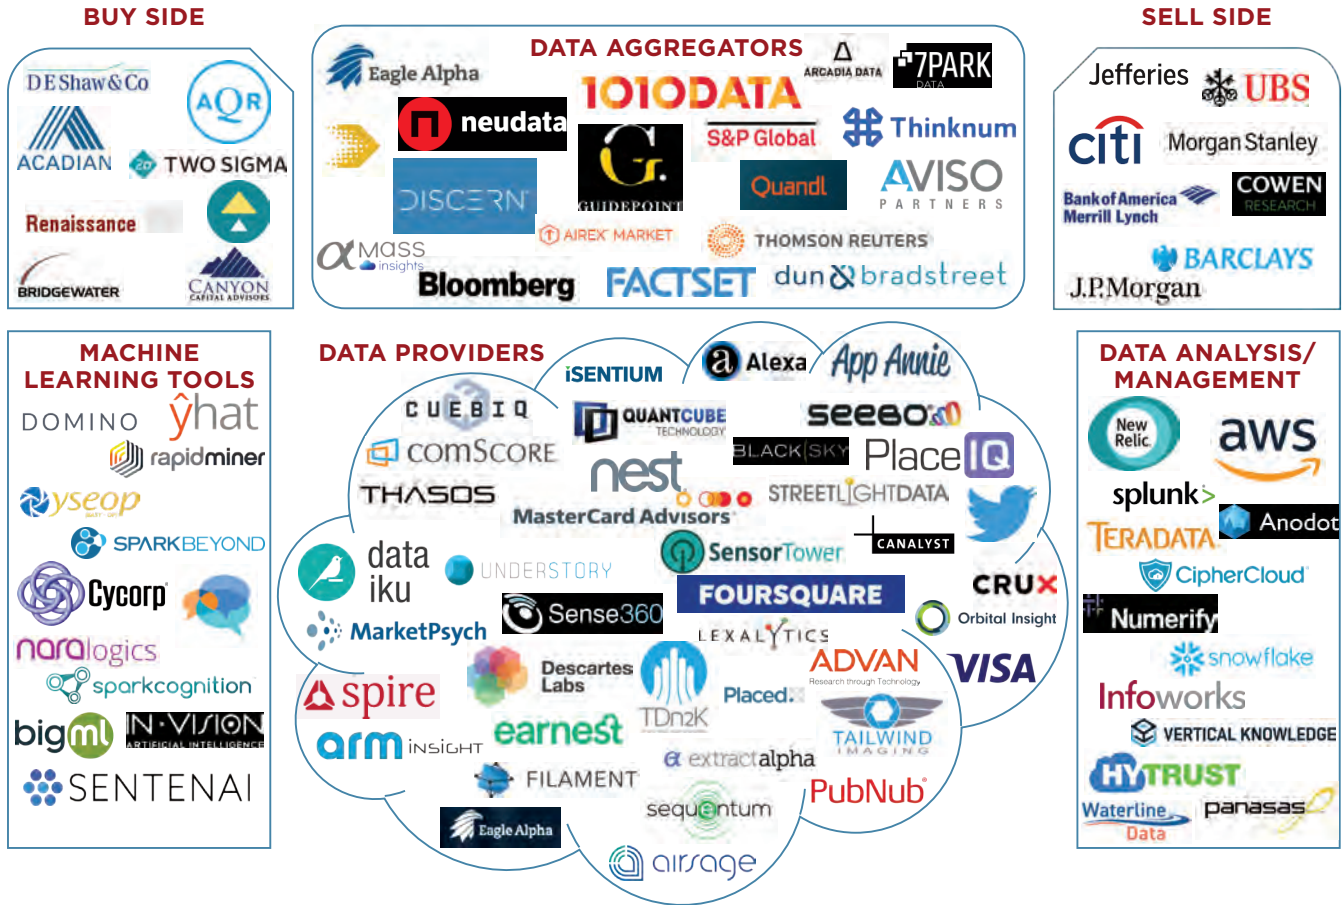 BUY SIDE
DE Shaw & Co
AQR
ACADIAN
2σ TWO SIGMA
Renaissance
BRIDGEWATER
CANYON
CAPITAL ADVISORS
DATA AGGREGATORS
Eagle Alpha
1010DATA
ARCADIA DATA
7PARK
DATA
neudata
G.
GUIDEPOINT
S&P Global
Thinknum
DISCERN
Quandl
AVISO
PARTNERS
AIREX MARKET
THOMSON REUTERS
αMass
insights
Bloomberg
FACTSET
dun & bradstreet
SELL SIDE
Jefferies
UBS
citi
Morgan Stanley
Bank of America
Merrill Lynch
COWEN
RESEARCH
BARCLAYS
J.P.Morgan
MACHINE
LEARNING TOOLS
DOMINO
ŷhat
rapidminer
yseop
SPARKBEYOND
Cycorp
naralogics
sparkcognition
bigml
IN·VISION
ARTIFICIAL INTELLIGENCE
SENTENAI
DATA PROVIDERS
iSENTIUM
a Alexa
App Annie
CUEBIQ
QUANTCUBE
TECHNOLOGY
SEEBO
comSCORE
nest
BLACK(SKY
PlaceIQ
THASOS
MasterCard Advisors
STREETLIGHTDATA
data
iku
UNDERSTORY
SensorTower
CANALYST
CRUX
Sense360
FOURSQUARE
Orbital Insight
MarketPsych
LEXALYTICS
Descartes
Labs
ADVAN
Research through Technology
VISA
spire
TDn2K
Placed
arm INSIGHT
earnest
TAILWIND
IMAGING
α extractalpha
FILAMENT
PubNub
sequentum
Eagle Alpha
airsage
DATA ANALYSIS/
MANAGEMENT
New
Relic.
aws
splunk>
TERADATA
Anodot
CipherCloud
Numerify
snowflake
Infoworks
VERTICAL KNOWLEDGE
HYTRUST
Waterline
Data
panasas